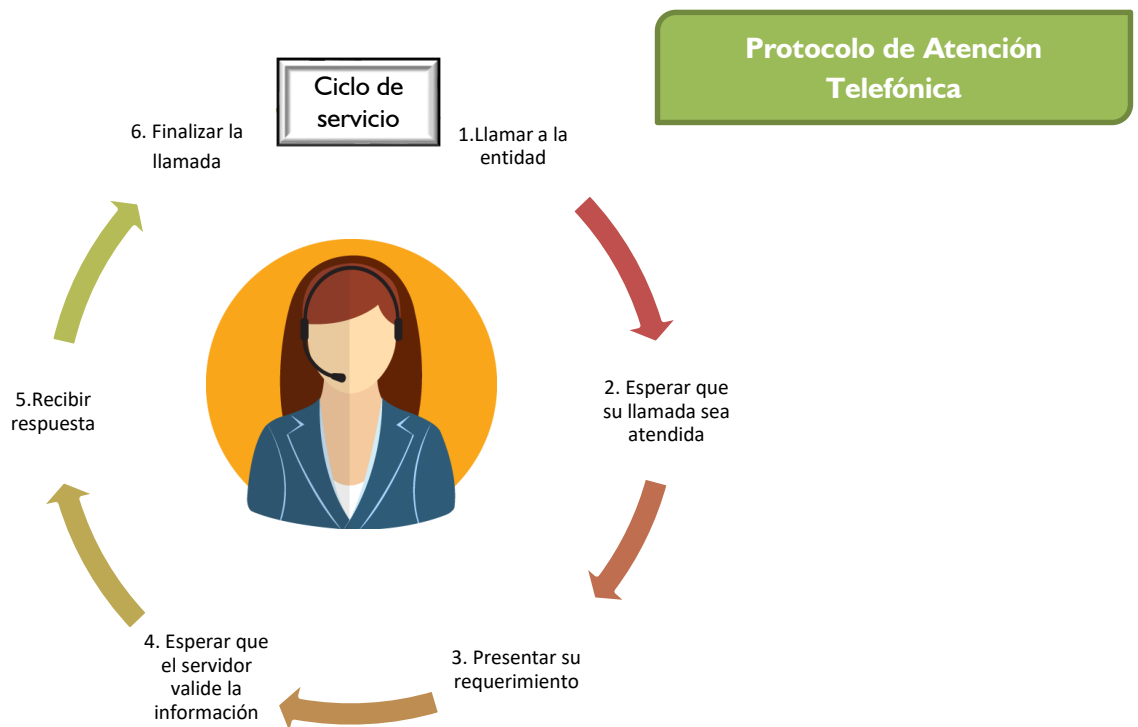 Protocolo de Atención
Telefónica
Ciclo de
servicio
1.Llamar a la
entidad
2. Esperar que
su llamada sea
atendida
3. Presentar su
requerimiento
4. Esperar que
el servidor
valide la
información
5.Recibir
respuesta
6. Finalizar la
llamada